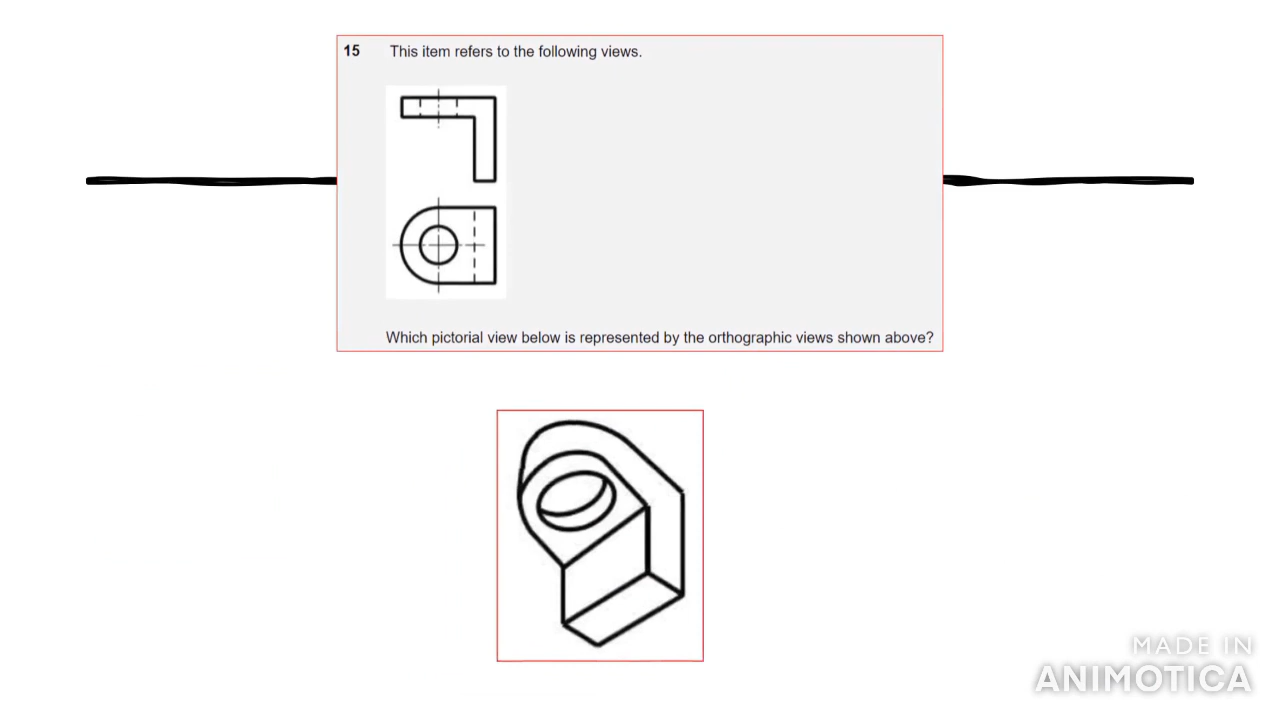 15 This item refers to the following views.
Which pictorial view below is represented by the orthographic views shown above?
MADE IN
ANIMOTICA